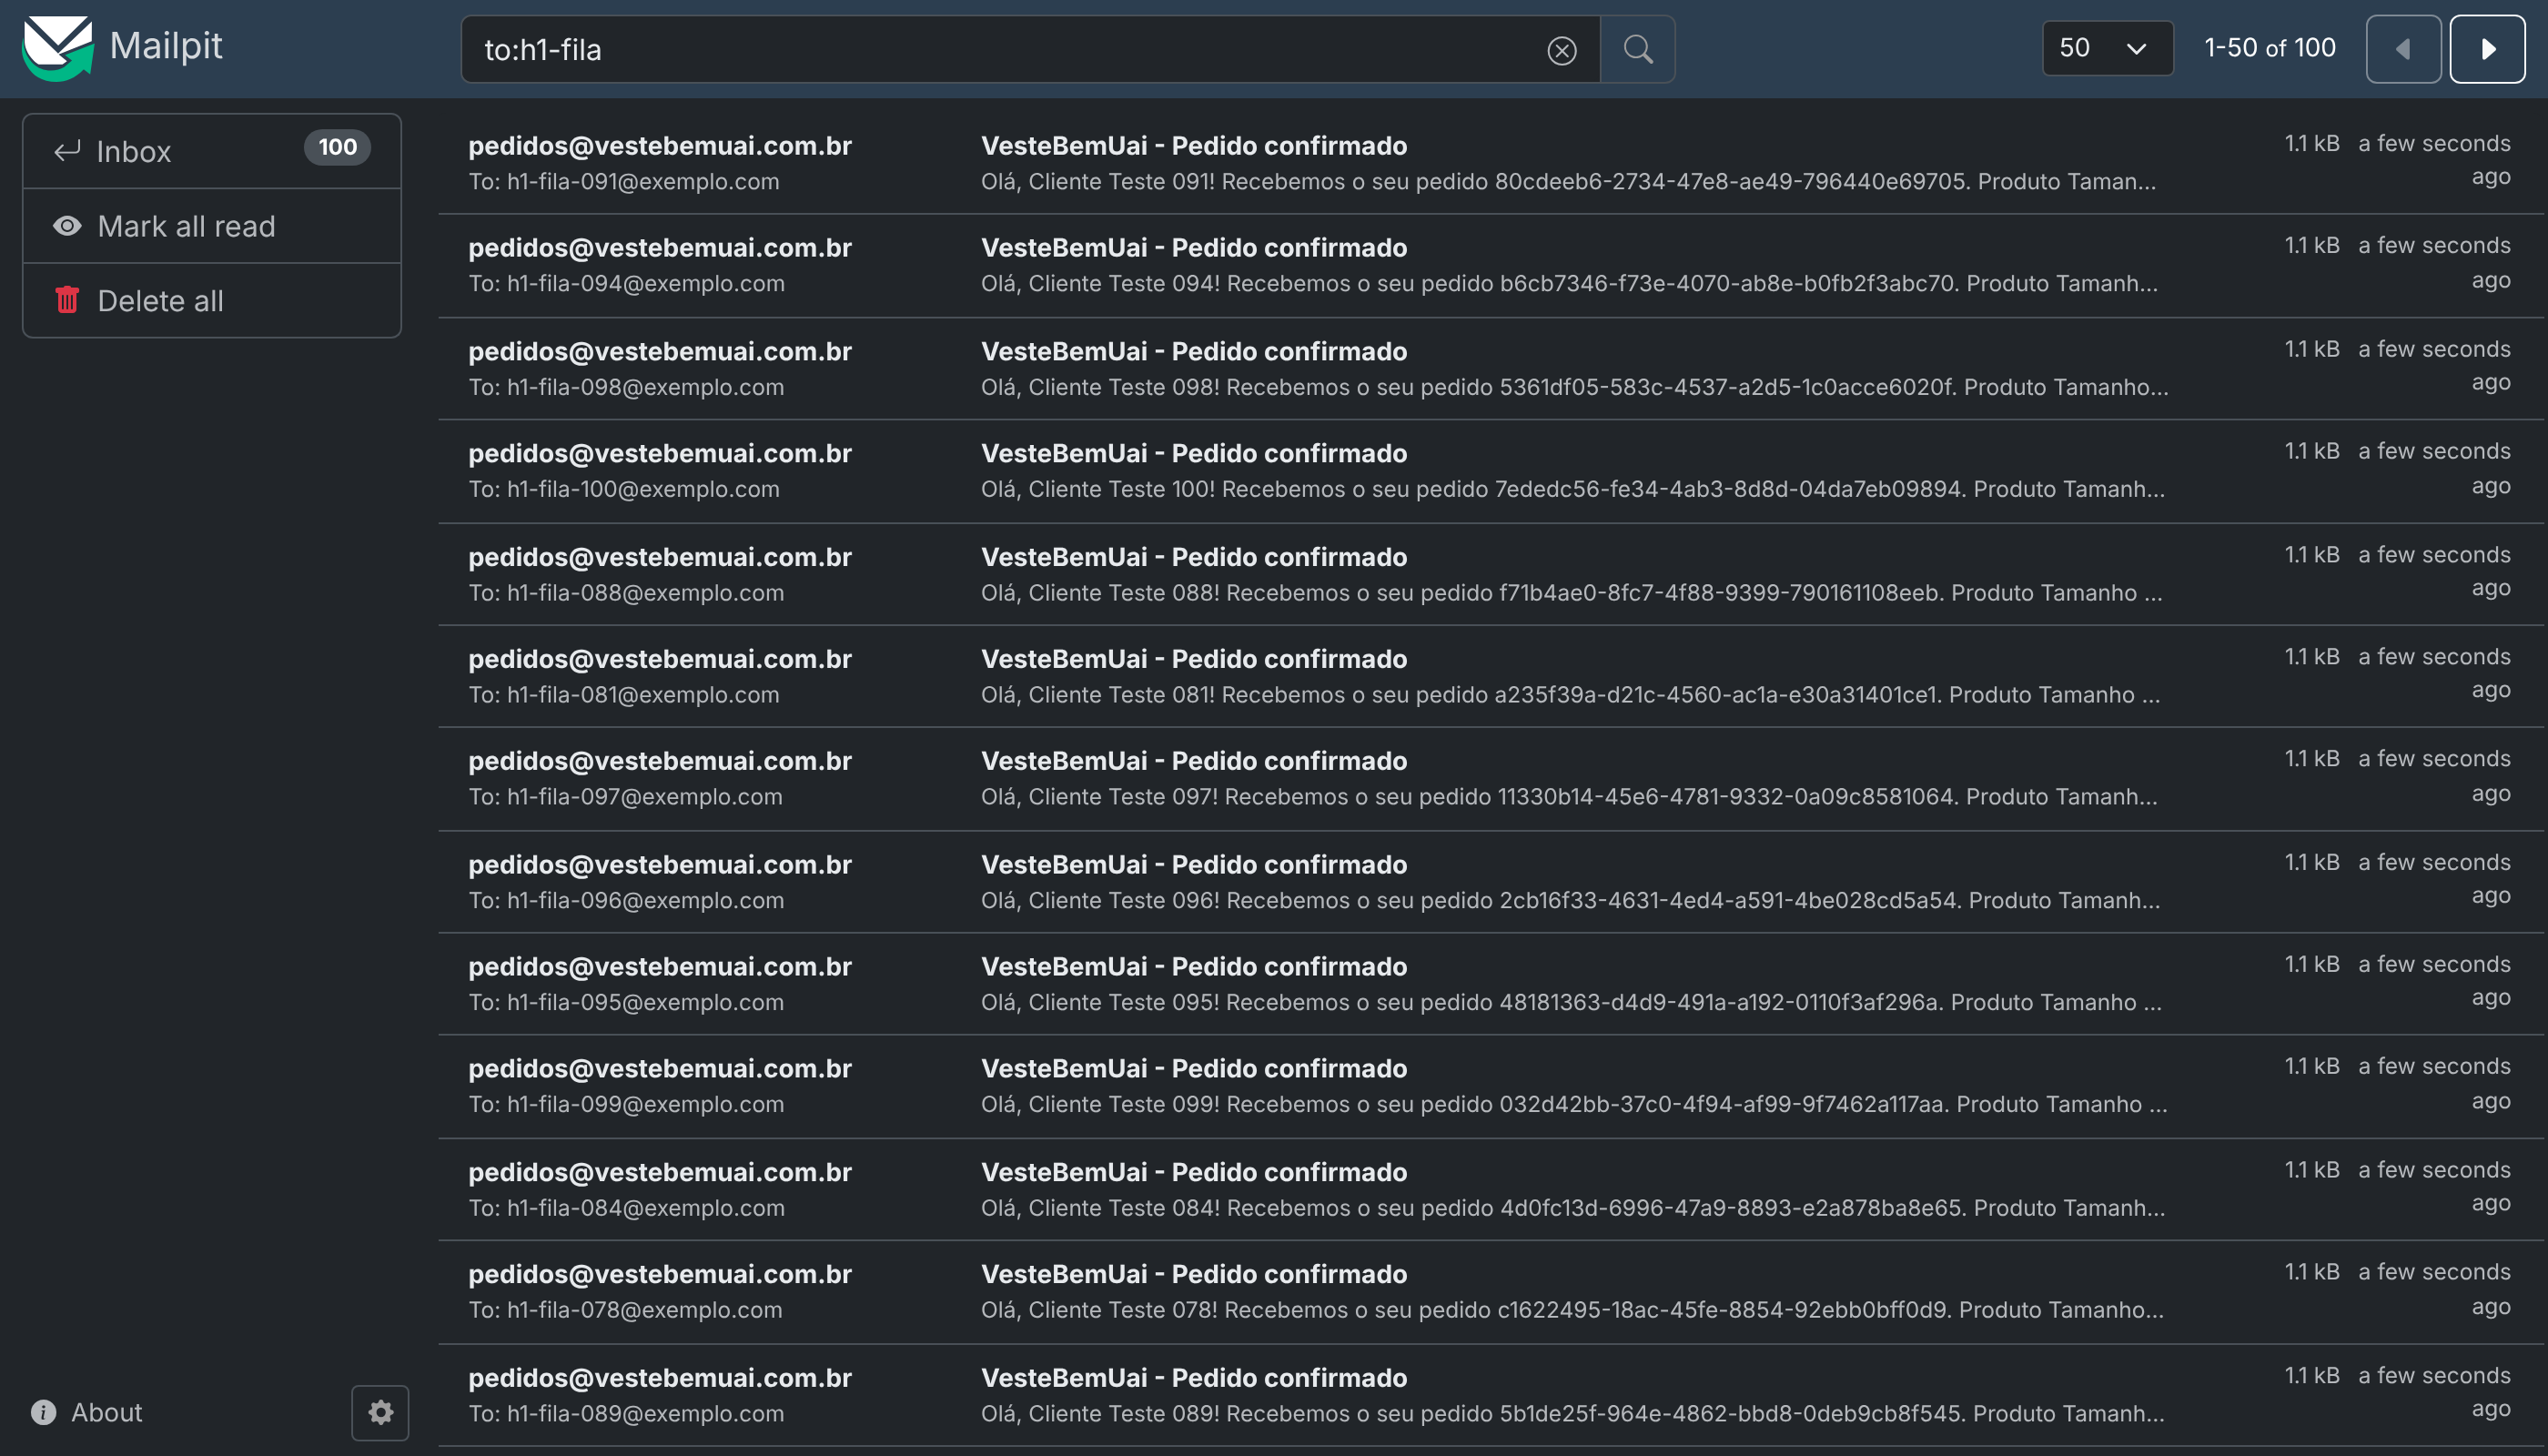 Mailpit
to:h1-fila
50
1-50 of 100
Inbox 100
Mark all read
Delete all
pedidos@vestebemuai.com.br VesteBemUai - Pedido confirmado 1.1 kB a few seconds ago
To: h1-fila-091@exemplo.com Olá, Cliente Teste 091! Recebemos o seu pedido 80cdeeb6-2734-47e8-ae49-796440e69705. Produto Taman...
pedidos@vestebemuai.com.br VesteBemUai - Pedido confirmado 1.1 kB a few seconds ago
To: h1-fila-094@exemplo.com Olá, Cliente Teste 094! Recebemos o seu pedido b6cb7346-f73e-4070-ab8e-b0fb2f3abc70. Produto Tamanh...
pedidos@vestebemuai.com.br VesteBemUai - Pedido confirmado 1.1 kB a few seconds ago
To: h1-fila-098@exemplo.com Olá, Cliente Teste 098! Recebemos o seu pedido 5361df05-583c-4537-a2d5-1c0acce6020f. Produto Tamanho...
pedidos@vestebemuai.com.br VesteBemUai - Pedido confirmado 1.1 kB a few seconds ago
To: h1-fila-100@exemplo.com Olá, Cliente Teste 100! Recebemos o seu pedido 7ededc56-fe34-4ab3-8d8d-04da7eb09894. Produto Tamanh...
pedidos@vestebemuai.com.br VesteBemUai - Pedido confirmado 1.1 kB a few seconds ago
To: h1-fila-088@exemplo.com Olá, Cliente Teste 088! Recebemos o seu pedido f71b4ae0-8fc7-4f88-9399-790161108eeb. Produto Tamanho ...
pedidos@vestebemuai.com.br VesteBemUai - Pedido confirmado 1.1 kB a few seconds ago
To: h1-fila-081@exemplo.com Olá, Cliente Teste 081! Recebemos o seu pedido a235f39a-d21c-4560-ac1a-e30a31401ce1. Produto Tamanho ...
pedidos@vestebemuai.com.br VesteBemUai - Pedido confirmado 1.1 kB a few seconds ago
To: h1-fila-097@exemplo.com Olá, Cliente Teste 097! Recebemos o seu pedido 11330b14-45e6-4781-9332-0a09c8581064. Produto Tamanh...
pedidos@vestebemuai.com.br VesteBemUai - Pedido confirmado 1.1 kB a few seconds ago
To: h1-fila-096@exemplo.com Olá, Cliente Teste 096! Recebemos o seu pedido 2cb16f33-4631-4ed4-a591-4be028cd5a54. Produto Tamanh...
pedidos@vestebemuai.com.br VesteBemUai - Pedido confirmado 1.1 kB a few seconds ago
To: h1-fila-095@exemplo.com Olá, Cliente Teste 095! Recebemos o seu pedido 48181363-d4d9-491a-a192-0110f3af296a. Produto Tamanho ...
pedidos@vestebemuai.com.br VesteBemUai - Pedido confirmado 1.1 kB a few seconds ago
To: h1-fila-099@exemplo.com Olá, Cliente Teste 099! Recebemos o seu pedido 032d42bb-37c0-4f94-af99-9f7462a117aa. Produto Tamanho ...
pedidos@vestebemuai.com.br VesteBemUai - Pedido confirmado 1.1 kB a few seconds ago
To: h1-fila-084@exemplo.com Olá, Cliente Teste 084! Recebemos o seu pedido 4d0fc13d-6996-47a9-8893-e2a878ba8e65. Produto Tamanh...
pedidos@vestebemuai.com.br VesteBemUai - Pedido confirmado 1.1 kB a few seconds ago
To: h1-fila-078@exemplo.com Olá, Cliente Teste 078! Recebemos o seu pedido c1622495-18ac-45fe-8854-92ebb0bff0d9. Produto Tamanho...
pedidos@vestebemuai.com.br VesteBemUai - Pedido confirmado 1.1 kB a few seconds ago
To: h1-fila-089@exemplo.com Olá, Cliente Teste 089! Recebemos o seu pedido 5b1de25f-964e-4862-bbd8-0deb9cb8f545. Produto Tamanh...
About